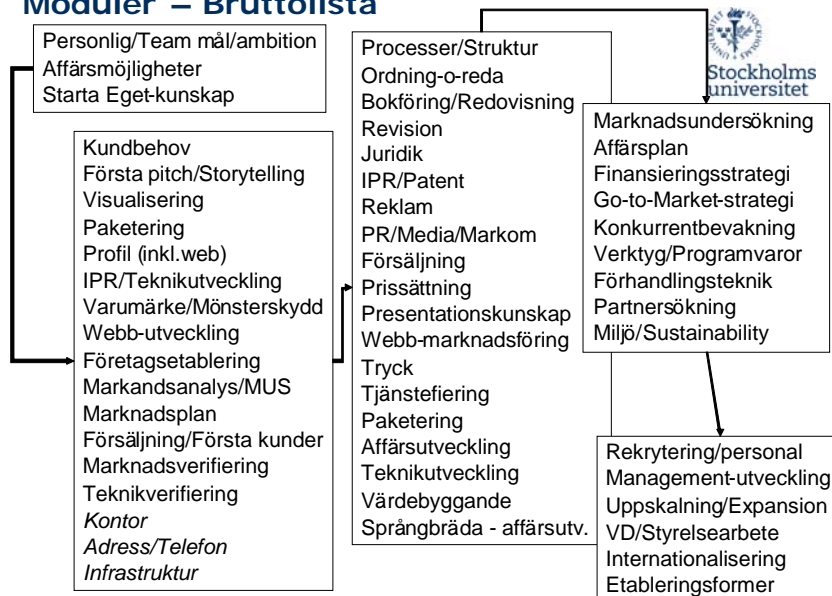 Moduler – Bruttolista
Personlig/Team mål/ambition
Affärsmöjligheter
Starta Eget-kunskap
Kundbehov
Första pitch/Storytelling
Visualisering
Paketering
Profil (inkl.web)
IPR/Teknikutveckling
Varumärke/Mönsterskydd
Webb-utveckling
Företagsetablering
Markandsanalys/MUS
Marknadsplan
Försäljning/Första kunder
Marknadsverifiering
Teknikverifiering
Kontor
Adress/Telefon
Infrastruktur
Processer/Struktur
Ordning-o-reda
Bokföring/Redovisning
Revision
Juridik
IPR/Patent
Reklam
PR/Media/Markom
Försäljning
Prissättning
Presentationskunskap
Webb-marknadsföring
Tryck
Tjänstefiering
Paketering
Affärsutveckling
Teknikutveckling
Värdebyggande
Språngbräda - affärsutv.
Stockholms
universitet
Marknadsundersökning
Affärsplan
Finansieringsstrategi
Go-to-Market-strategi
Konkurrentbevakning
Verktyg/Programvaror
Förhandlingsteknik
Partnersökning
Miljö/Sustainability
Rekrytering/personal
Management-utveckling
Uppskalning/Expansion
VD/Styrelsearbete
Internationalisering
Etableringsformer